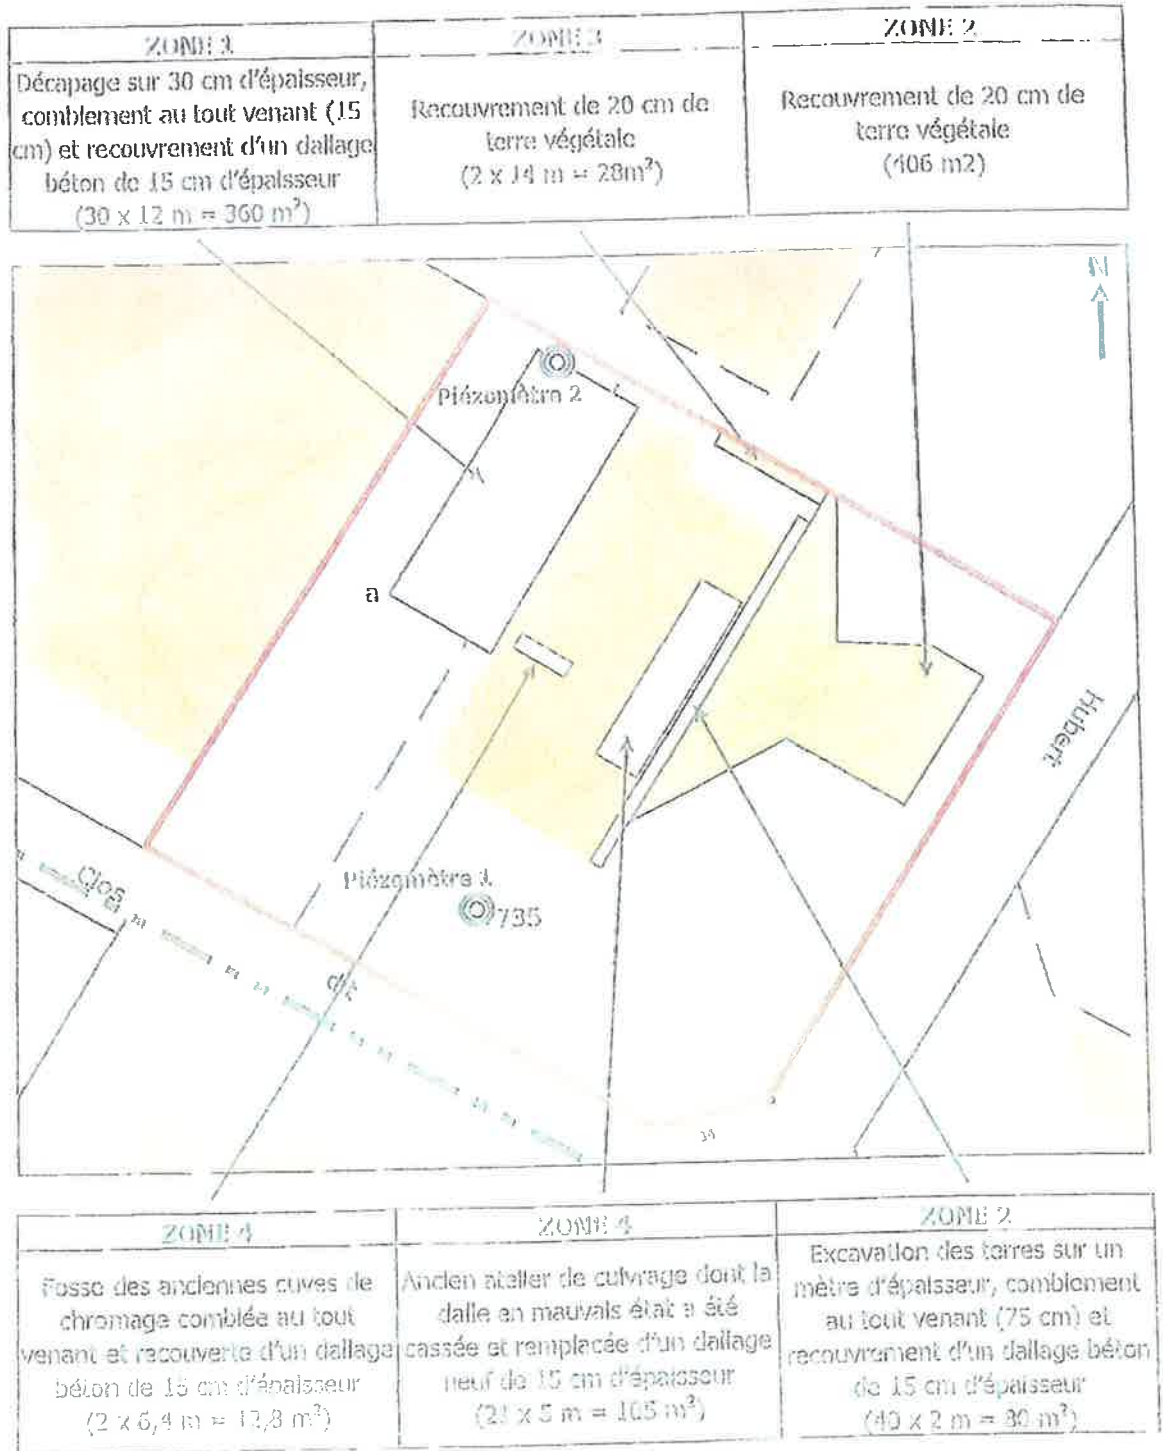 ZONE 1
Décapage sur 30 cm d'épaisseur,
comblement au tout venant (15
cm) et recouvrement d'un dallage
béton de 15 cm d'épaisseur
(30 x 12 m = 360 m²)
ZONE 3
Recouvrement de 20 cm de
terre végétale
(2 x 14 m = 28m²)
ZONE 2
Recouvrement de 20 cm de
terre végétale
(406 m2)
N
Piézomètre 2
a
Hubert
Piézomètre 1
735
Clos
dit
34
ZONE 4
Fosse des anciennes cuves de
chromage comblée au tout
venant et recouverte d'un dallage
béton de 15 cm d'épaisseur
(2 x 6,4 m = 12,8 m²)
ZONE 4
Ancien atelier de cuivrage dont la
dalle en mauvais état a été
cassée et remplacée d'un dallage
neuf de 15 cm d'épaisseur
(21 x 5 m = 105 m²)
ZONE 2
Excavation des terres sur un
mètre d'épaisseur, comblement
au tout venant (75 cm) et
recouvrement d'un dallage béton
de 15 cm d'épaisseur
(40 x 2 m = 80 m²)